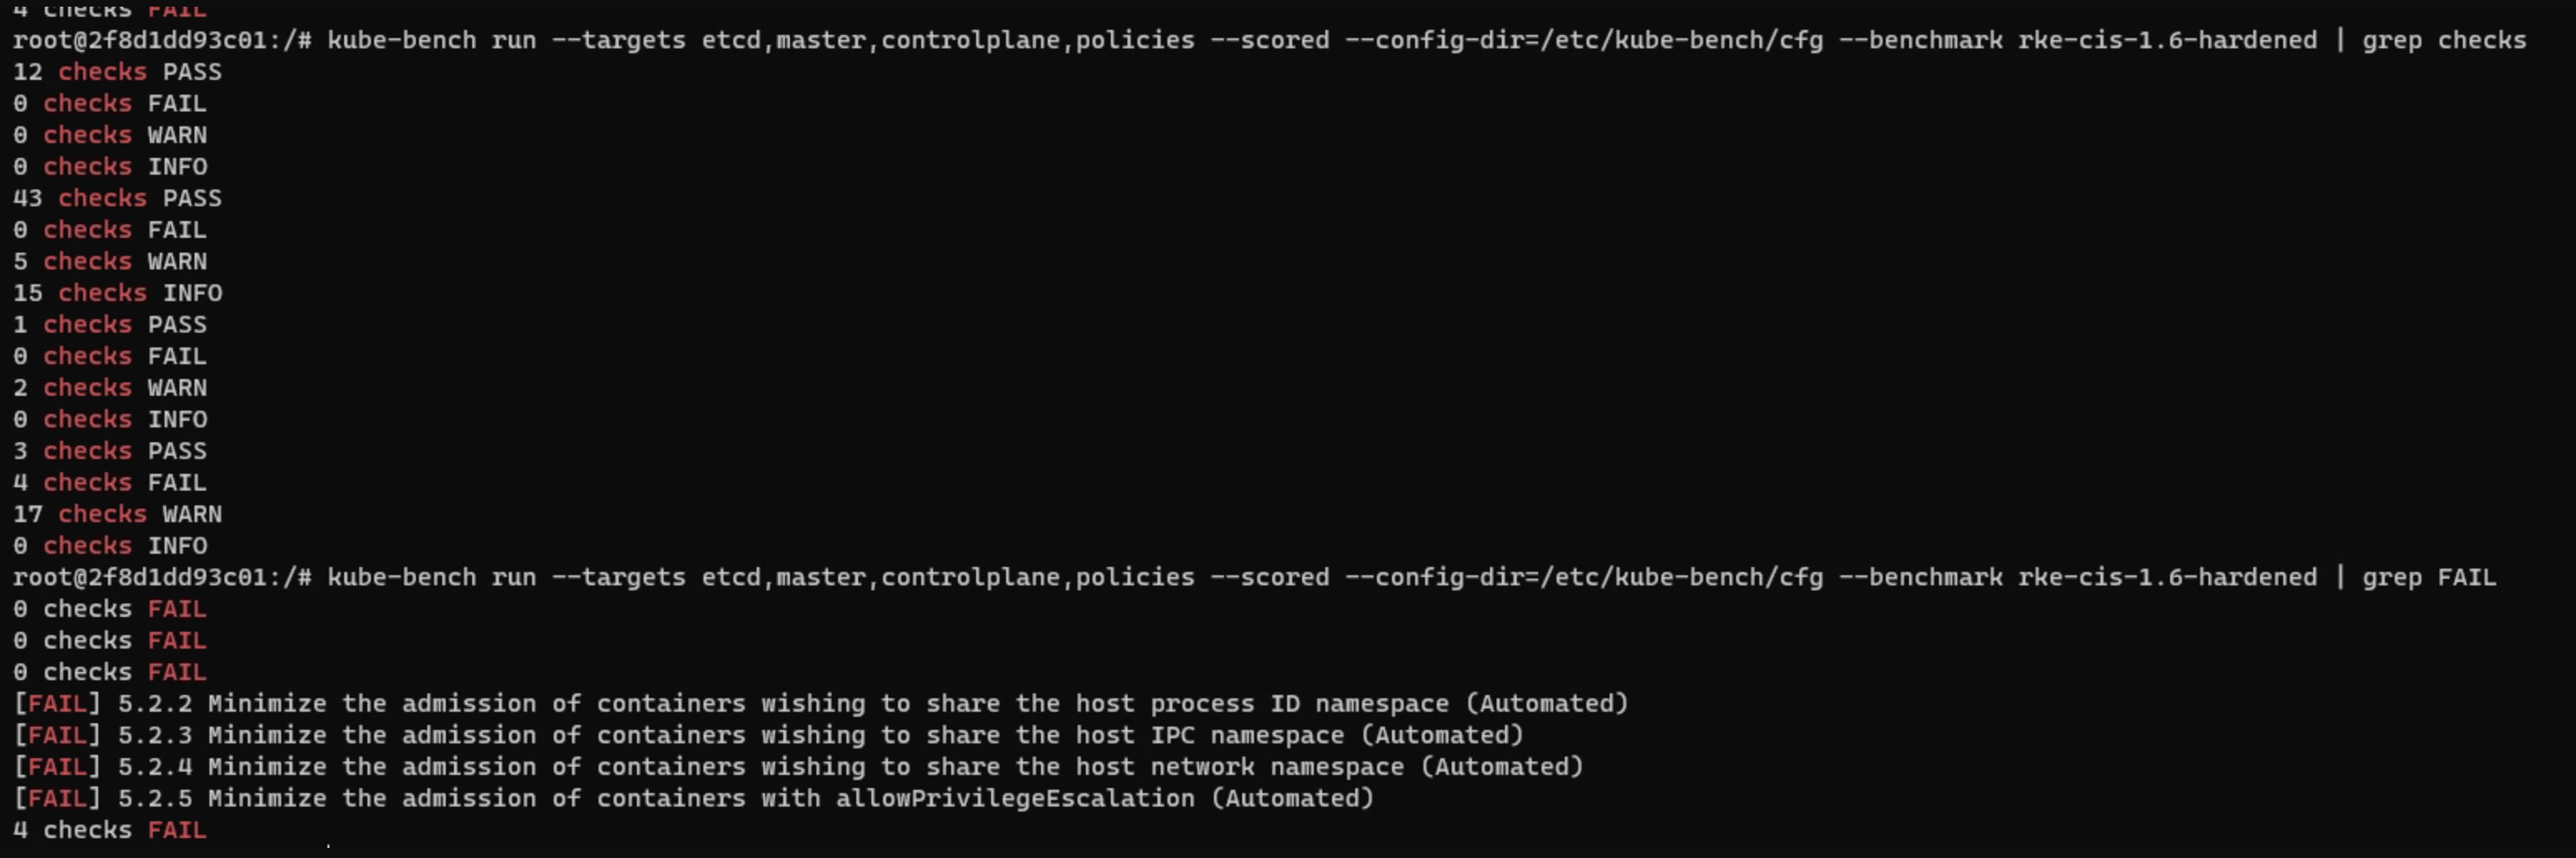 4 checks FAIL
root@2f8d1dd93c01:/# kube-bench run --targets etcd,master,controlplane,policies --scored --config-dir=/etc/kube-bench/cfg --benchmark rke-cis-1.6-hardened | grep checks
12 checks PASS
0 checks FAIL
0 checks WARN
0 checks INFO
43 checks PASS
0 checks FAIL
5 checks WARN
15 checks INFO
1 checks PASS
0 checks FAIL
2 checks WARN
0 checks INFO
3 checks PASS
4 checks FAIL
17 checks WARN
0 checks INFO
root@2f8d1dd93c01:/# kube-bench run --targets etcd,master,controlplane,policies --scored --config-dir=/etc/kube-bench/cfg --benchmark rke-cis-1.6-hardened | grep FAIL
0 checks FAIL
0 checks FAIL
0 checks FAIL
[FAIL] 5.2.2 Minimize the admission of containers wishing to share the host process ID namespace (Automated)
[FAIL] 5.2.3 Minimize the admission of containers wishing to share the host IPC namespace (Automated)
[FAIL] 5.2.4 Minimize the admission of containers wishing to share the host network namespace (Automated)
[FAIL] 5.2.5 Minimize the admission of containers with allowPrivilegeEscalation (Automated)
4 checks FAIL